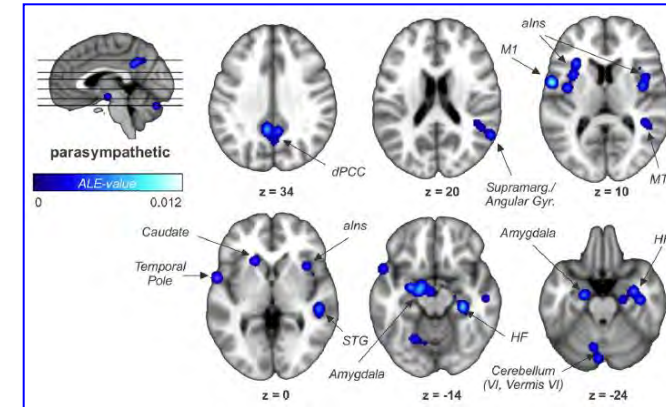 aIns
M1
parasympathetic
ALE-value
0
0.012
dPCC
z = 34
Supramarg./
Angular Gyr.
z = 20
z = 10
Caudate
Temporal
Pole
aIns
STG
z = 0
Amygdala
HF
z = -14
Amygdala
Cerebellum
(VI, Vermis VI)
z = -24